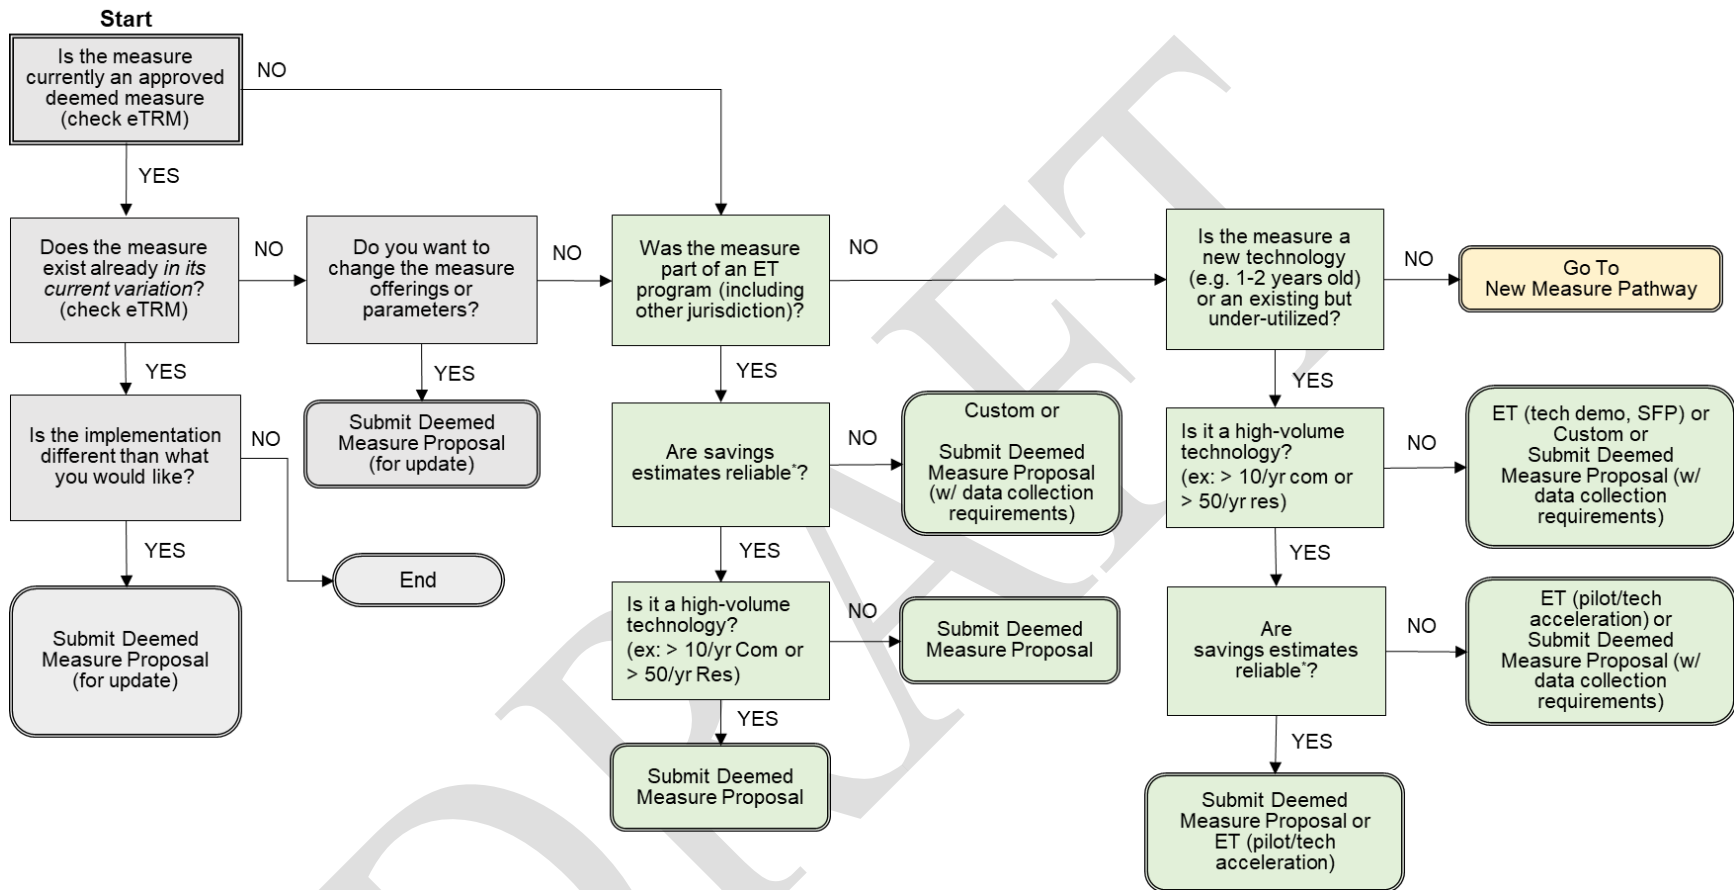 Start
Is the measure
currently an approved
deemed measure
(check eTRM)
NO
YES
Does the measure
exist already in its
current variation?
(check eTRM)
NO
Do you want to
change the measure
offerings or
parameters?
NO
Was the measure
part of an ET
program (including
other jurisdiction)?
NO
Is the measure a
new technology
(e.g. 1-2 years old)
or an existing but
under-utilized?
NO
Go To
New Measure Pathway
YES
YES
YES
YES
Is the implementation
different than what
you would like?
NO
Submit Deemed
Measure Proposal
(for update)
Are savings
estimates reliable*?
NO
Custom or
Submit Deemed
Measure Proposal
(w/ data collection
requirements)
Is it a high-volume
technology?
(ex: > 10/yr com or
> 50/yr res)
NO
ET (tech demo, SFP) or
Custom or
Submit Deemed
Measure Proposal (w/
data collection
requirements)
YES
YES
YES
Submit Deemed
Measure Proposal
(for update)
End
Is it a high-volume
technology?
(ex: > 10/yr Com or
> 50/yr Res)
NO
Submit Deemed
Measure Proposal
Are
savings estimates
reliable*?
NO
ET (pilot/tech
acceleration) or
Submit Deemed
Measure Proposal (w/
data collection
requirements)
YES
YES
Submit Deemed
Measure Proposal
Submit Deemed
Measure Proposal or
ET (pilot/tech
acceleration)
DRAFT